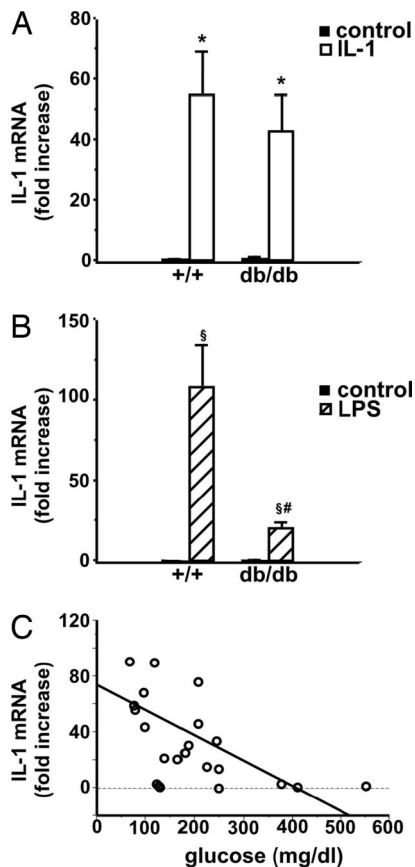 A
control
IL-1
IL-1 mRNA
(fold increase)
80
60
40
20
0
*
*
+/+ db/db
B
control
LPS
IL-1 mRNA
(fold increase)
150
100
50
0
§
§#
+/+ db/db
C
IL-1 mRNA
(fold increase)
120
80
40
0
0 100 200 300 400 500 600
glucose (mg/dl)